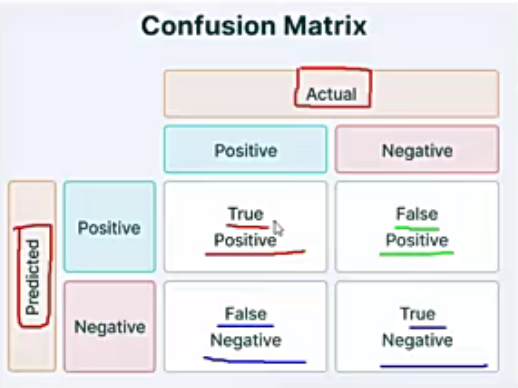 Confusion Matrix
Actual
Positive
Negative
Predicted
Positive
True
Positive
False
Positive
Negative
False
Negative
True
Negative